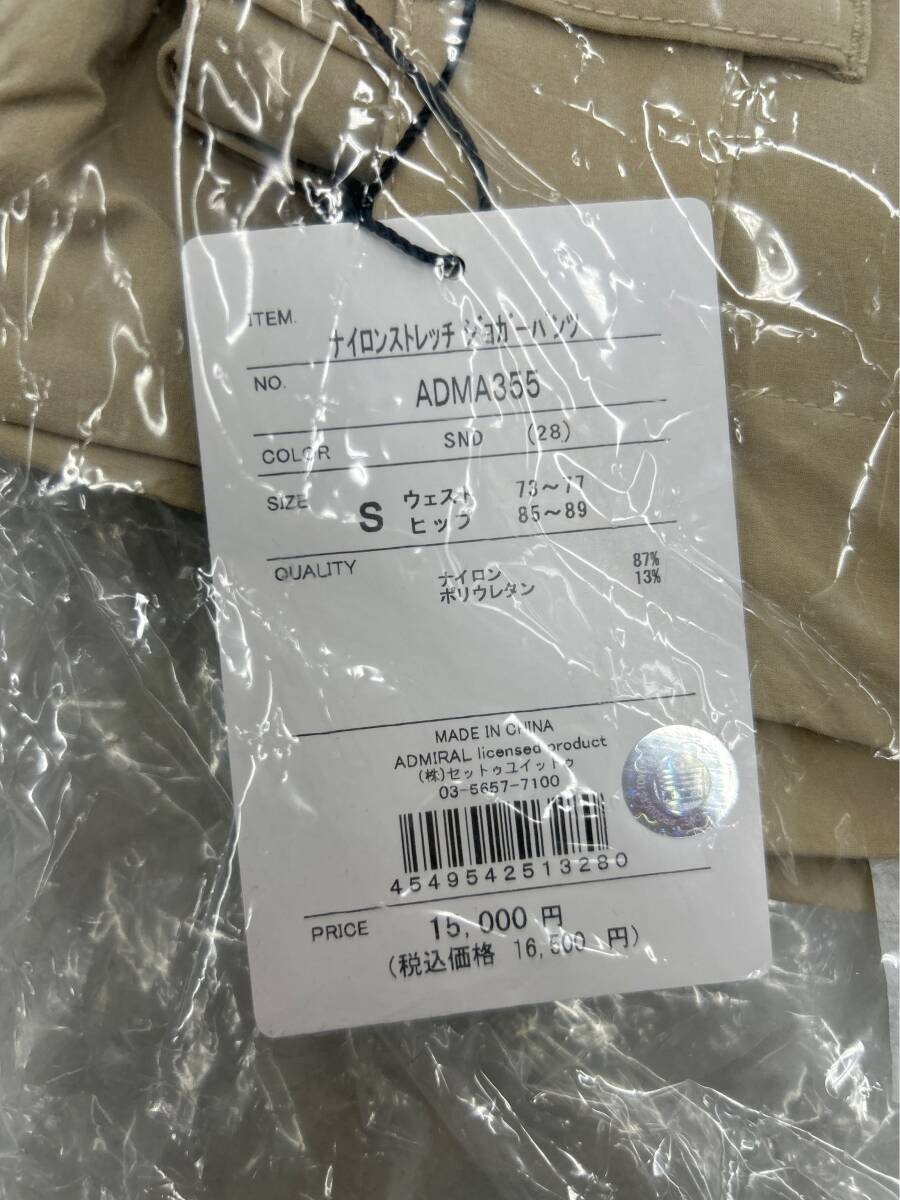 ITEM.
ナイロンストレッチ ジョガーパンツ
NO.
ADMA355
COLOR
SND (28)
SIZE
S ウェスト 73～77
ヒップ 85～89
QUALITY
ナイロン 87%
ポリウレタン 13%
MADE IN CHINA
ADMIRAL licensed product
(株)セットゥユイットゥ
03-5657-7100
4549542513280
PRICE
15,000 円
(税込価格 16,500 円)